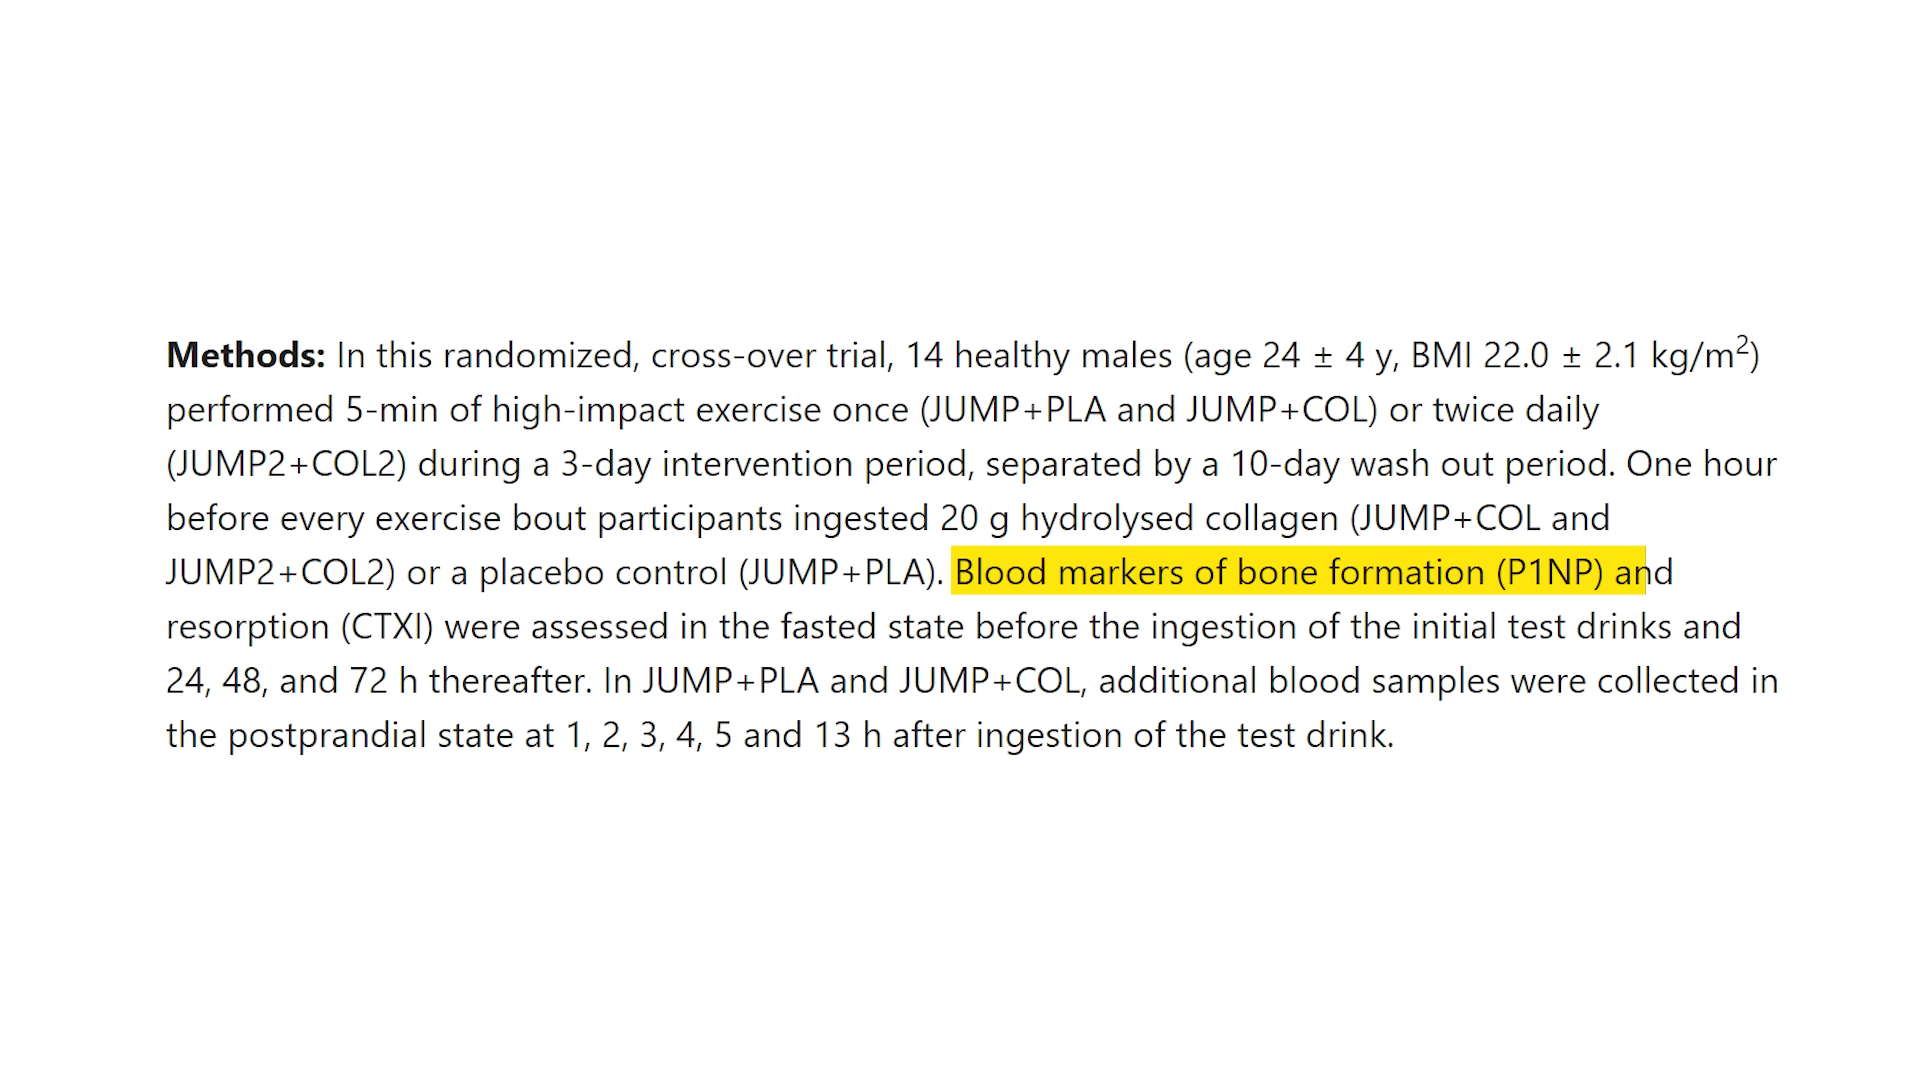 Methods: In this randomized, cross-over trial, 14 healthy males (age 24 ± 4 y, BMI 22.0 ± 2.1 kg/m²)
performed 5-min of high-impact exercise once (JUMP+PLA and JUMP+COL) or twice daily
(JUMP2+COL2) during a 3-day intervention period, separated by a 10-day wash out period. One hour
before every exercise bout participants ingested 20 g hydrolysed collagen (JUMP+COL and
JUMP2+COL2) or a placebo control (JUMP+PLA). Blood markers of bone formation (P1NP) and
resorption (CTXI) were assessed in the fasted state before the ingestion of the initial test drinks and
24, 48, and 72 h thereafter. In JUMP+PLA and JUMP+COL, additional blood samples were collected in
the postprandial state at 1, 2, 3, 4, 5 and 13 h after ingestion of the test drink.